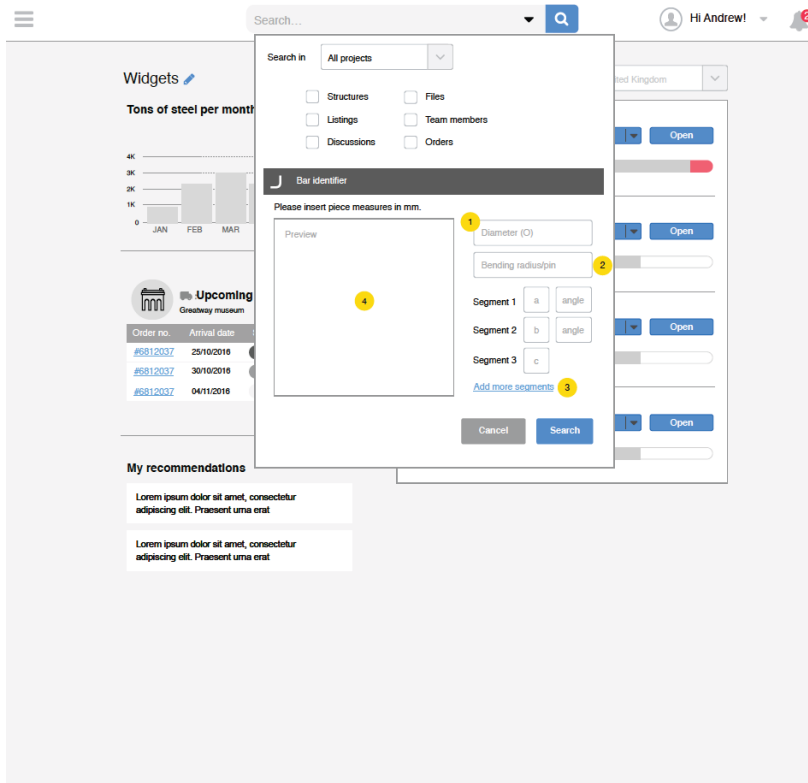 Search...
Hi Andrew!
2
Search in
All projects
Structures
Files
Listings
Team members
Discussions
Orders
Bar identifier
Please insert piece measures in mm.
Preview
4
1
Diameter (O)
Bending radius/pin
2
Segment 1
a
angle
Segment 2
b
angle
Segment 3
c
Add more segments
3
Cancel
Search
Widgets
Tons of steel per month
4K
3K
2K
1K
0
JAN
FEB
MAR
Upcoming
Greatway museum
Order no.
Arrival date
#6812037
25/10/2016
#6812037
30/10/2016
#6812037
04/11/2016
My recommendations
Lorem ipsum dolor sit amet, consectetur
adipiscing elit. Praesent urna erat
Lorem ipsum dolor sit amet, consectetur
adipiscing elit. Praesent urna erat
Kingdom
Open
Open
Open
Open